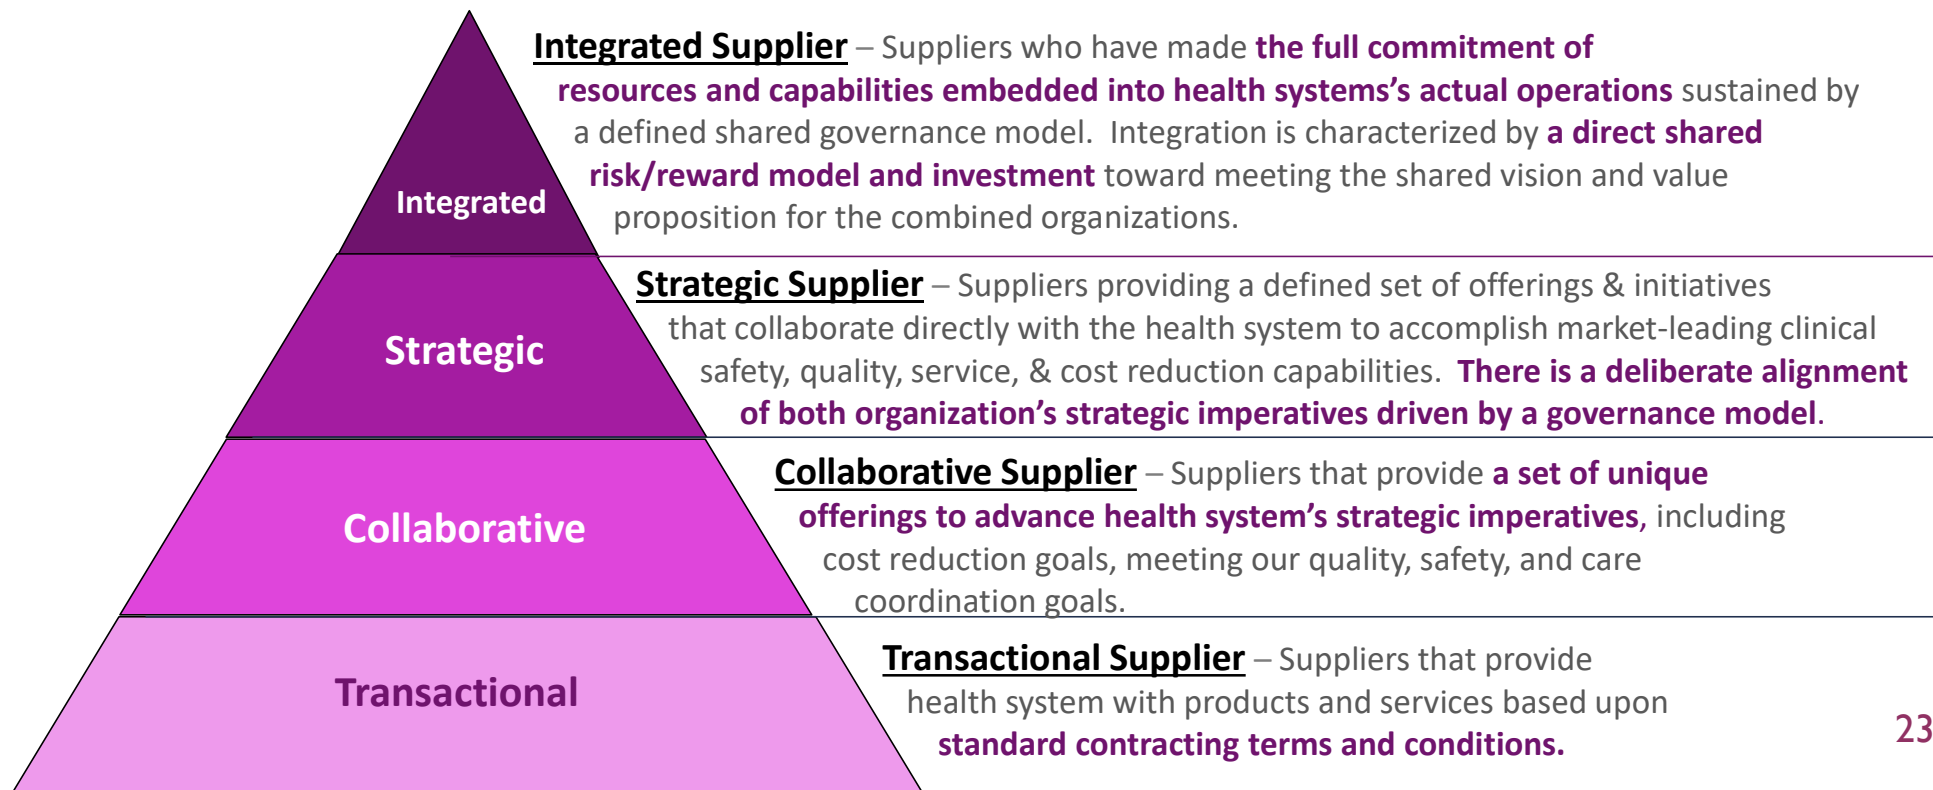 Integrated Supplier – Suppliers who have made the full commitment of
resources and capabilities embedded into health systems's actual operations sustained by
a defined shared governance model.  Integration is characterized by a direct shared
risk/reward model and investment toward meeting the shared vision and value
proposition for the combined organizations.
Integrated
Strategic Supplier – Suppliers providing a defined set of offerings & initiatives
that collaborate directly with the health system to accomplish market-leading clinical
safety, quality, service, & cost reduction capabilities.  There is a deliberate alignment
of both organization’s strategic imperatives driven by a governance model.
Strategic
Collaborative Supplier – Suppliers that provide a set of unique
offerings to advance health system’s strategic imperatives, including
cost reduction goals, meeting our quality, safety, and care
coordination goals.
Collaborative
Transactional Supplier – Suppliers that provide
health system with products and services based upon
standard contracting terms and conditions.
Transactional
23